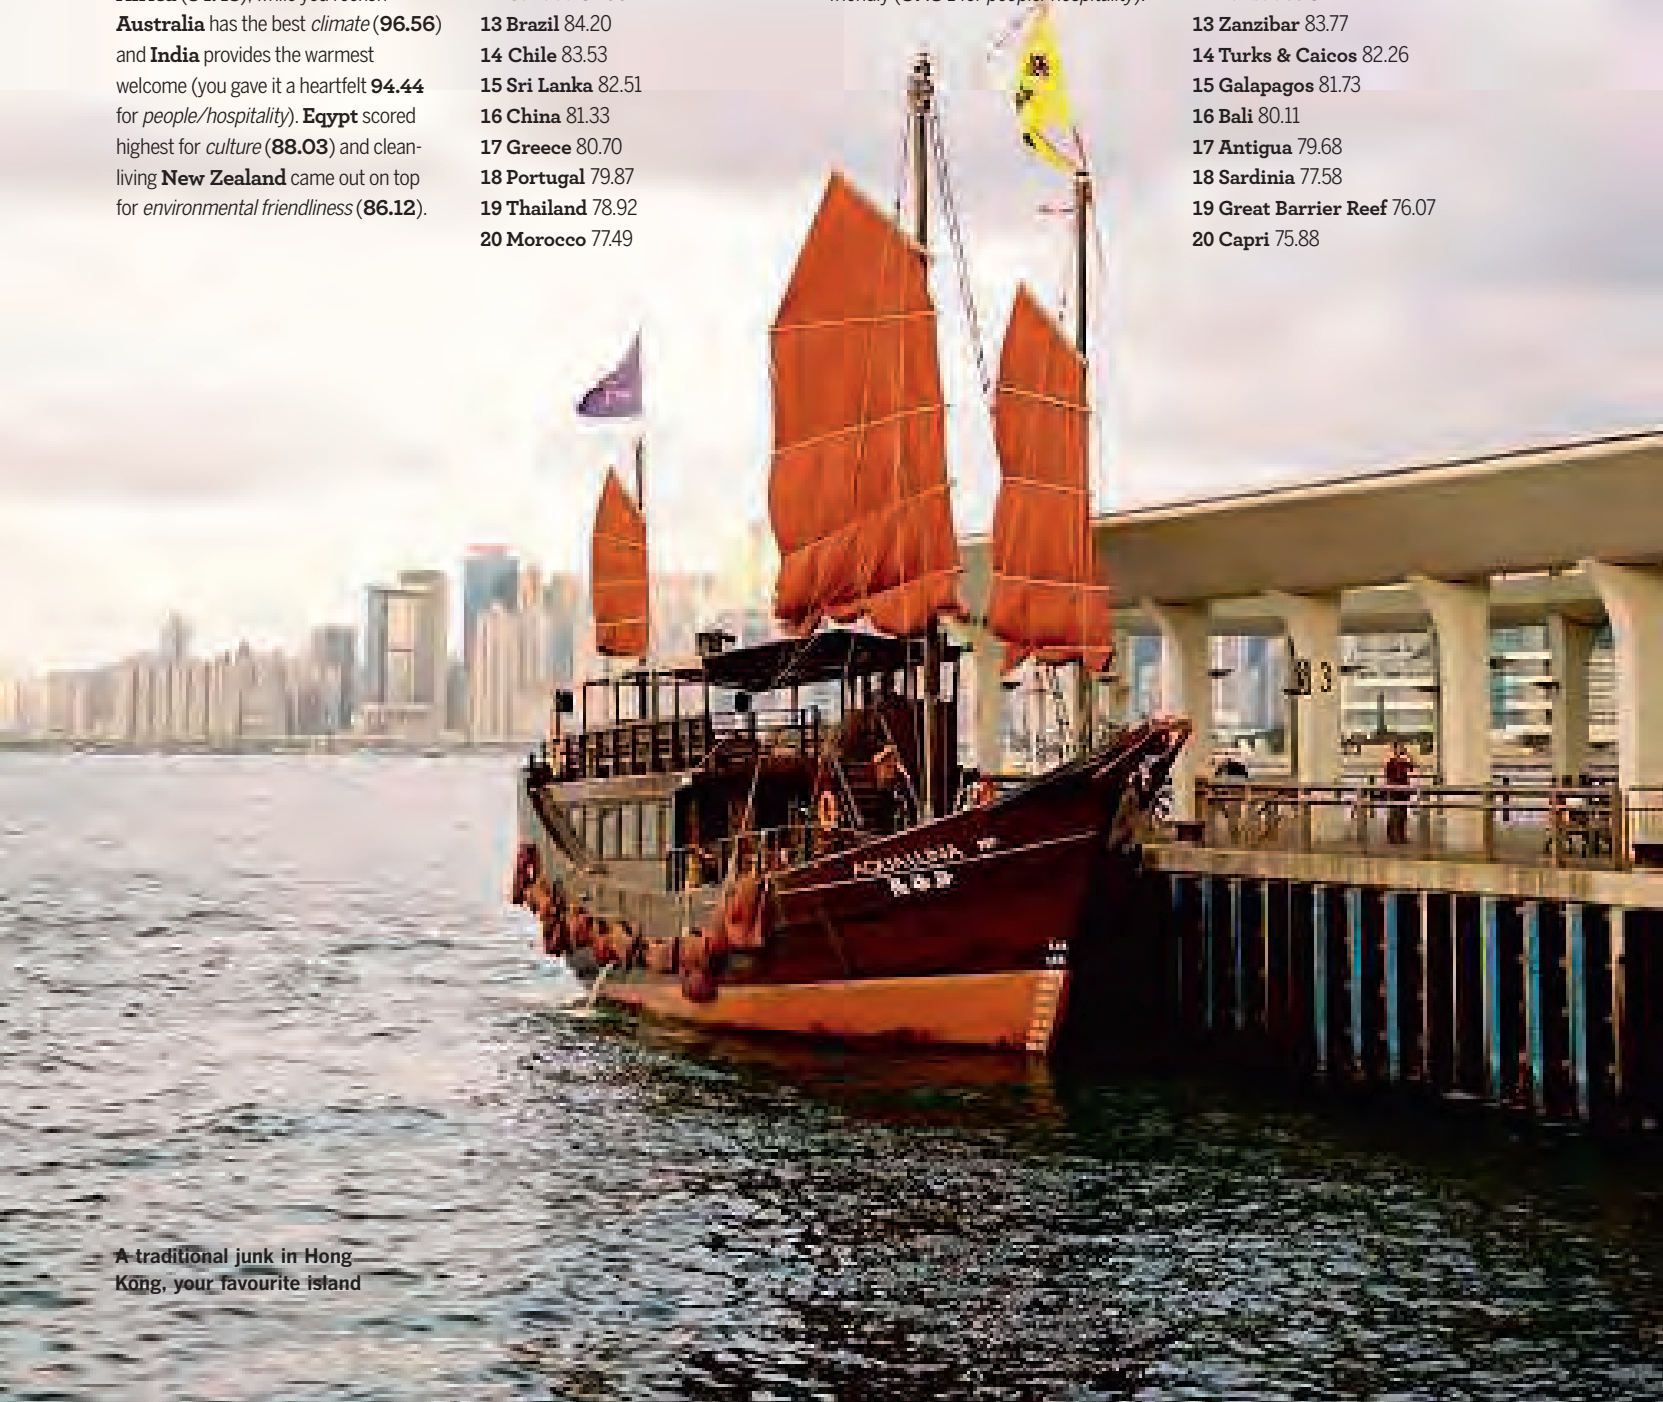 Australia has the best climate (96.56)
and India provides the warmest
welcome (you gave it a heartfelt 94.44
for people/hospitality). Eqypt scored
highest for culture (88.03) and clean-
living New Zealand came out on top
for environmental friendliness (86.12).
13 Brazil 84.20
14 Chile 83.53
15 Sri Lanka 82.51
16 China 81.33
17 Greece 80.70
18 Portugal 79.87
19 Thailand 78.92
20 Morocco 77.49
13 Zanzibar 83.77
14 Turks & Caicos 82.26
15 Galapagos 81.73
16 Bali 80.11
17 Antigua 79.68
18 Sardinia 77.58
19 Great Barrier Reef 76.07
20 Capri 75.88
AQUALUNA
A traditional junk in Hong
Kong, your favourite island